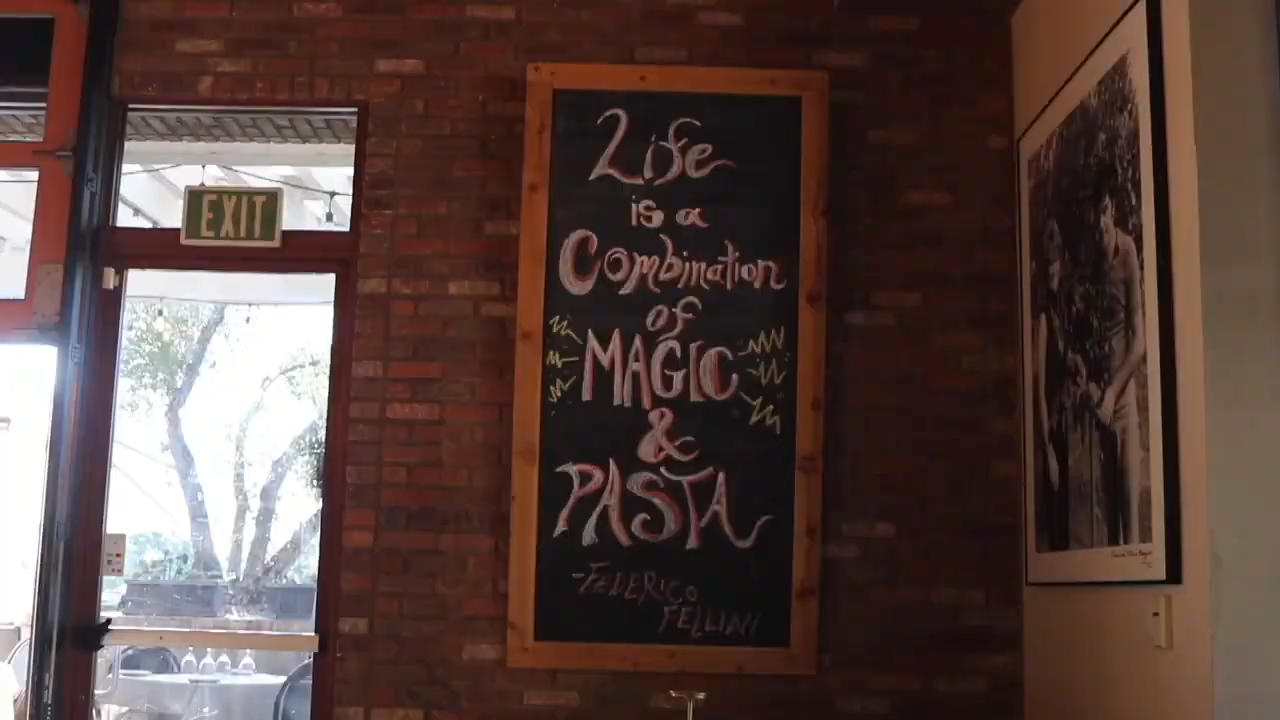 EXIT
Life
is a
Combination
of
MAGIC
&
PASTA
-FEDERICO
FELLINI